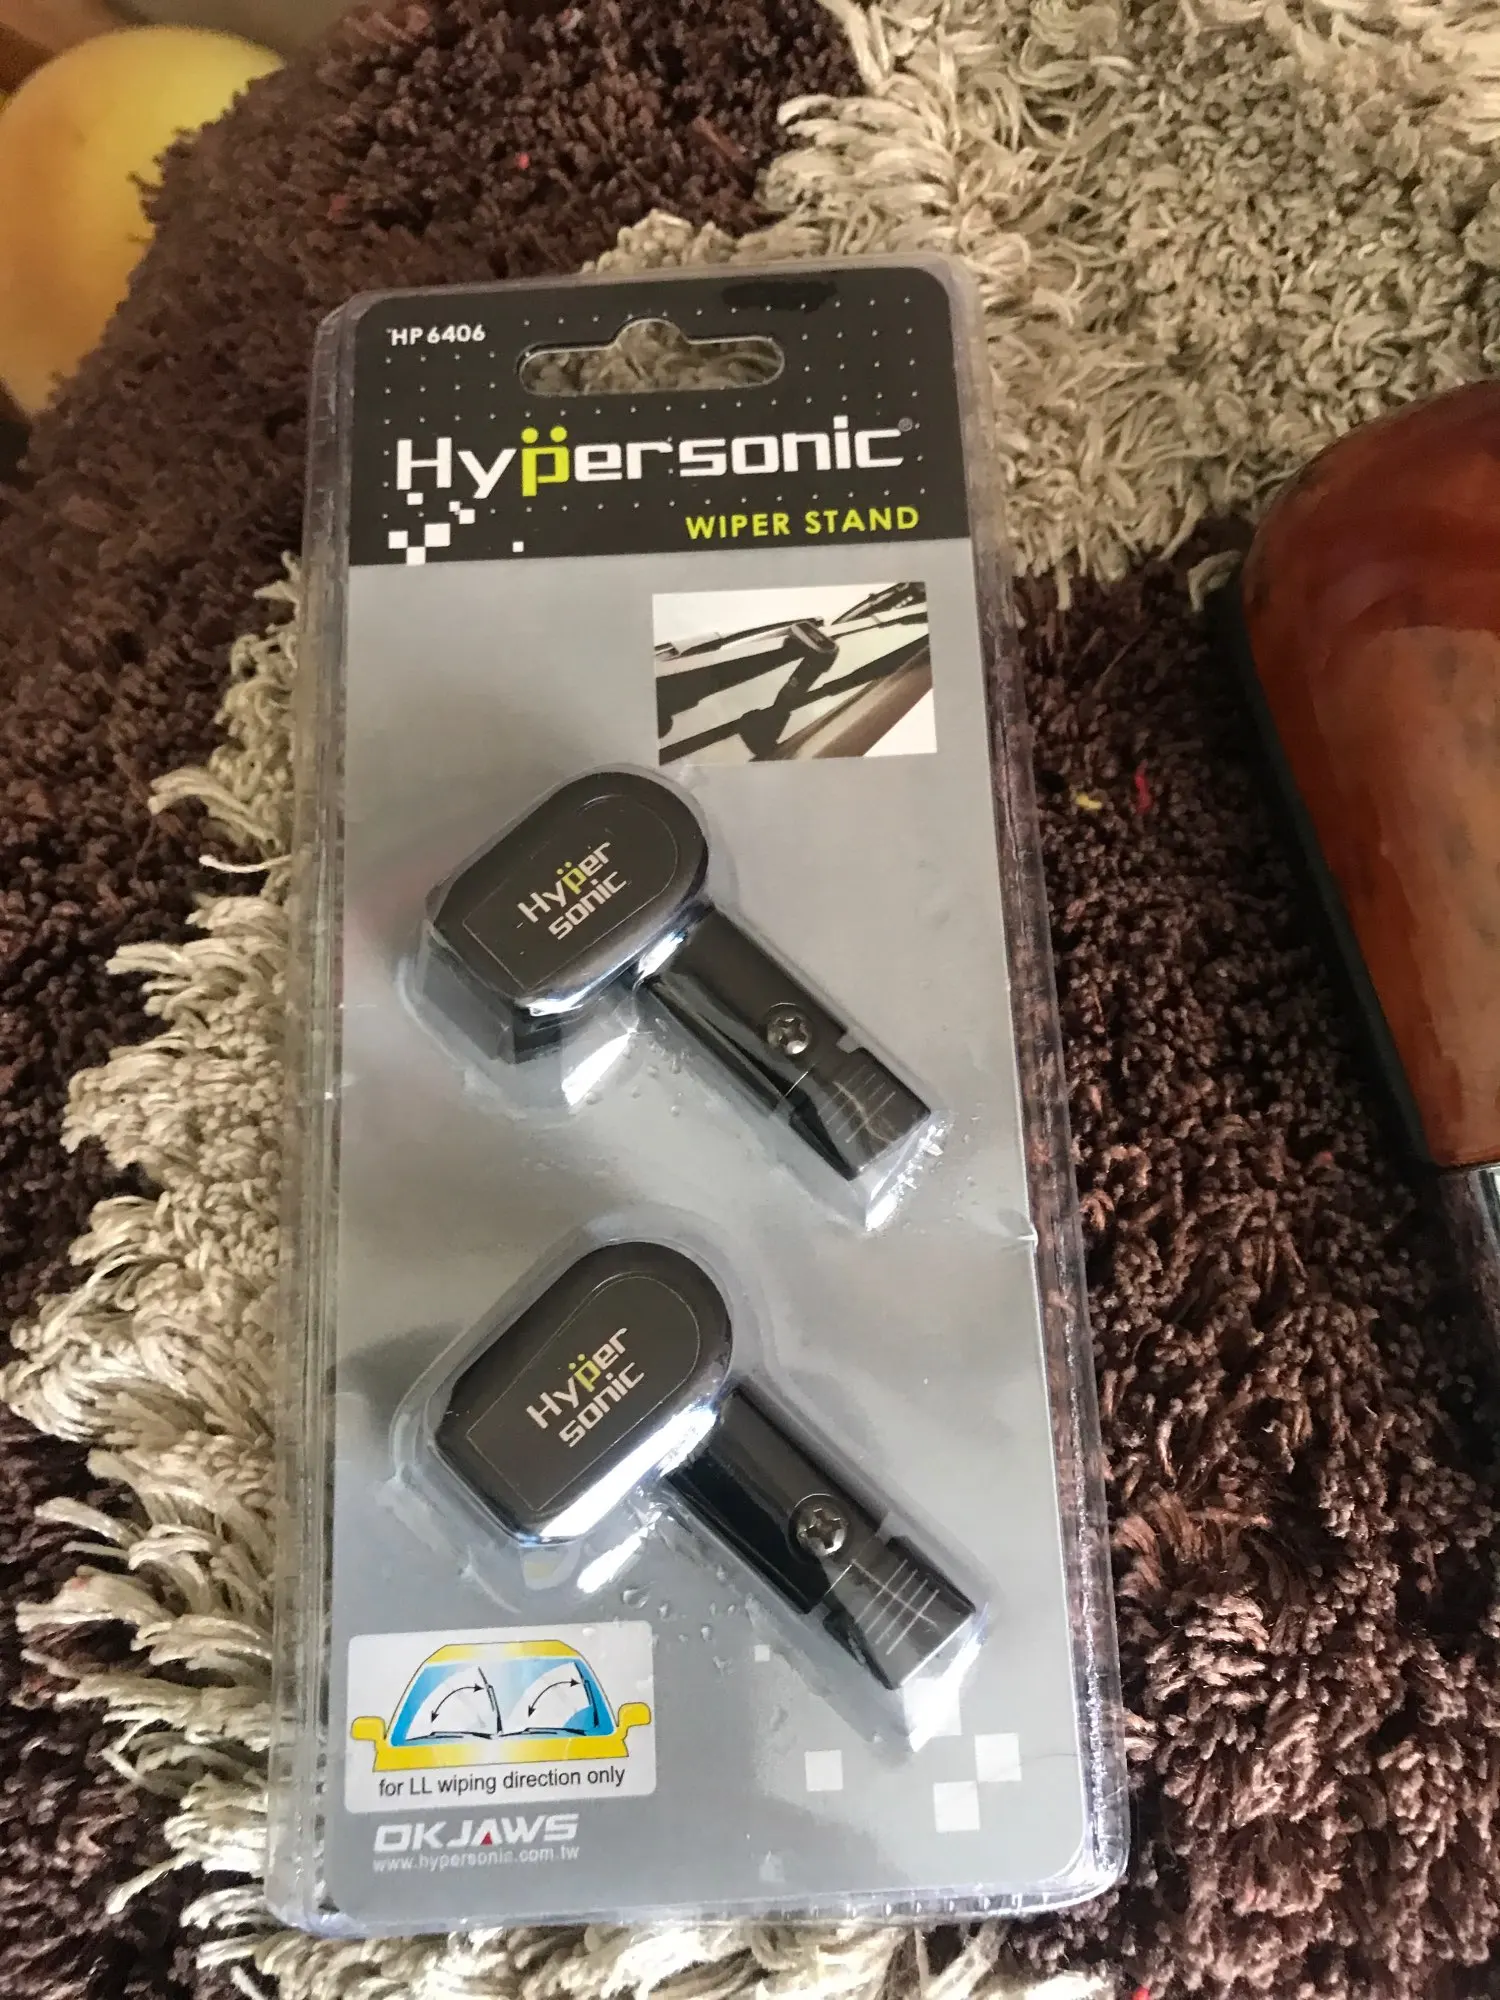 HP 6406
Hypersonic®
WIPER STAND
Hyper
sonic
Hyper
sonic
for LL wiping direction only
OKJAWS
www.hypersonic.com.tw